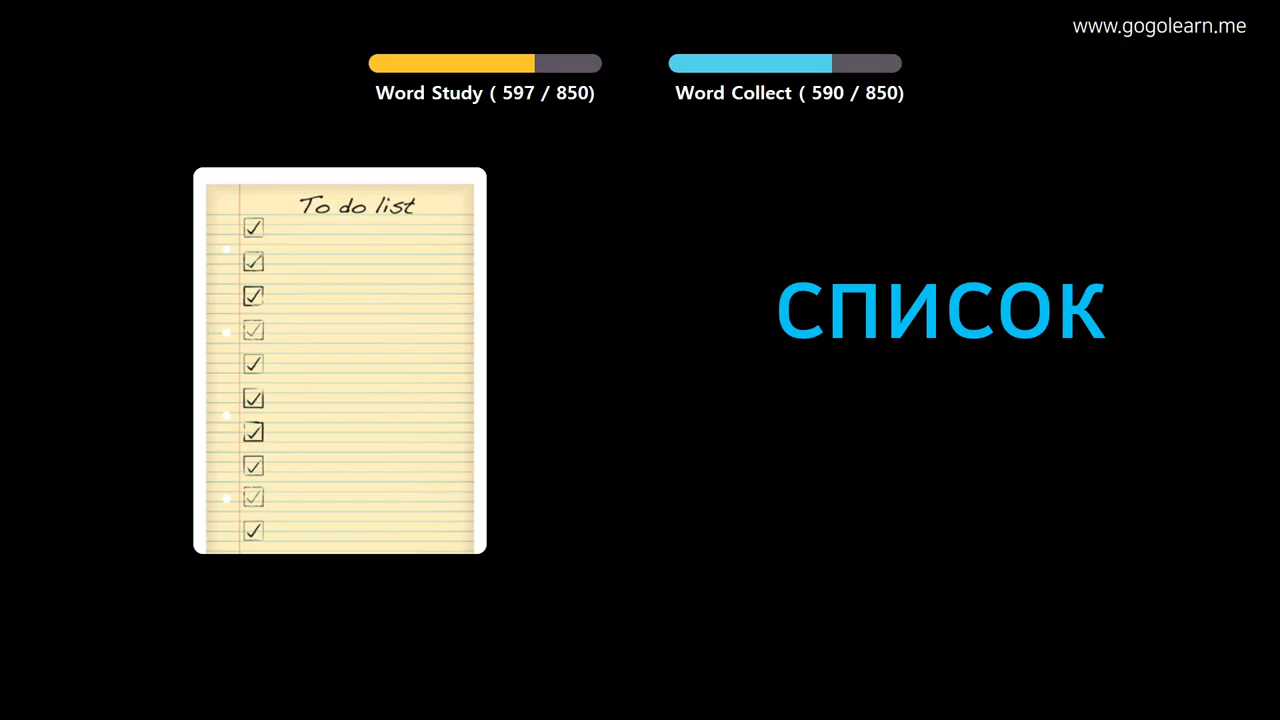 www.gogolearn.me
Word Study ( 597 / 850)
Word Collect ( 590 / 850)
To do list
список